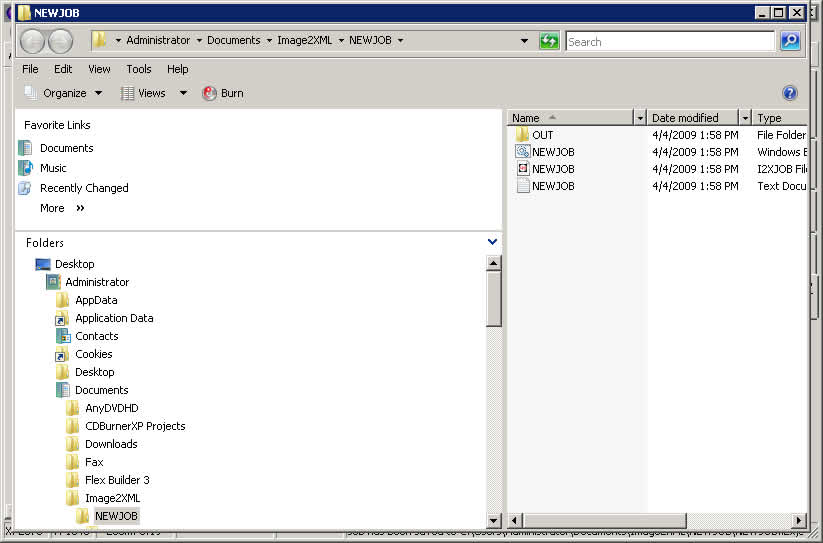 NEWJOB
Administrator Documents Image2XML NEWJOB
Search
File Edit View Tools Help
Organize Views Burn
Favorite Links
Documents
Music
Recently Changed
More »
Folders
Desktop
Administrator
AppData
Application Data
Contacts
Cookies
Desktop
Documents
AnyDVDHD
CDBurnerXP Projects
Downloads
Fax
Flex Builder 3
Image2XML
NEWJOB
Name Date modified Type
OUT 4/4/2009 1:58 PM File Folder
NEWJOB 4/4/2009 1:58 PM Windows B
NEWJOB 4/4/2009 1:58 PM I2XJOB File
NEWJOB 4/4/2009 1:58 PM Text Docu